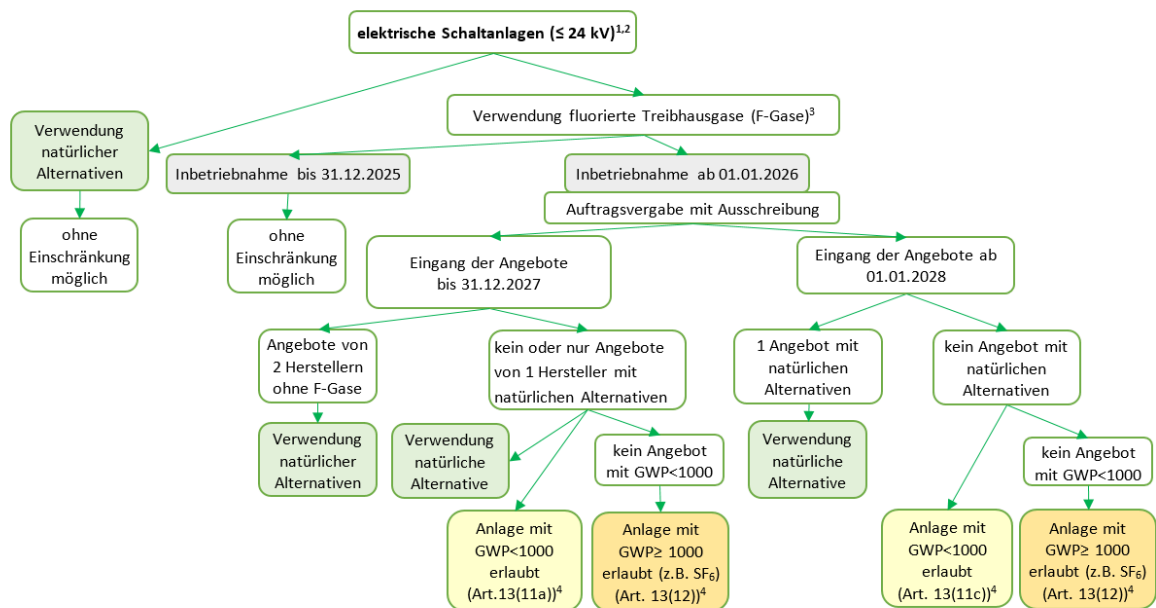 elektrische Schaltanlagen (≤ 24 kV)¹,²
Verwendung fluorierte Treibhausgase (F-Gase)³
Verwendung
natürlicher
Alternativen
Inbetriebnahme bis 31.12.2025
Inbetriebnahme ab 01.01.2026
Auftragsvergabe mit Ausschreibung
ohne
Einschränkung
möglich
ohne
Einschränkung
möglich
Eingang der Angebote
bis 31.12.2027
Eingang der Angebote ab
01.01.2028
Angebote von
2 Herstellern
ohne F-Gase
kein oder nur Angebote
von 1 Hersteller mit
natürlichen Alternativen
1 Angebot mit
natürlichen
Alternativen
kein Angebot mit
natürlichen
Alternativen
Verwendung
natürlicher
Alternativen
Verwendung
natürliche
Alternative
kein Angebot
mit GWP<1000
Verwendung
natürliche
Alternative
kein Angebot
mit GWP<1000
Anlage mit
GWP<1000
erlaubt
(Art.13(11a))⁴
Anlage mit
GWP≥ 1000
erlaubt (z.B. SF₆)
(Art. 13(12))⁴
Anlage mit
GWP<1000
erlaubt
(Art. 13(11c))⁴
Anlage mit
GWP≥ 1000
erlaubt (z.B. SF₆)
(Art. 13(12))⁴